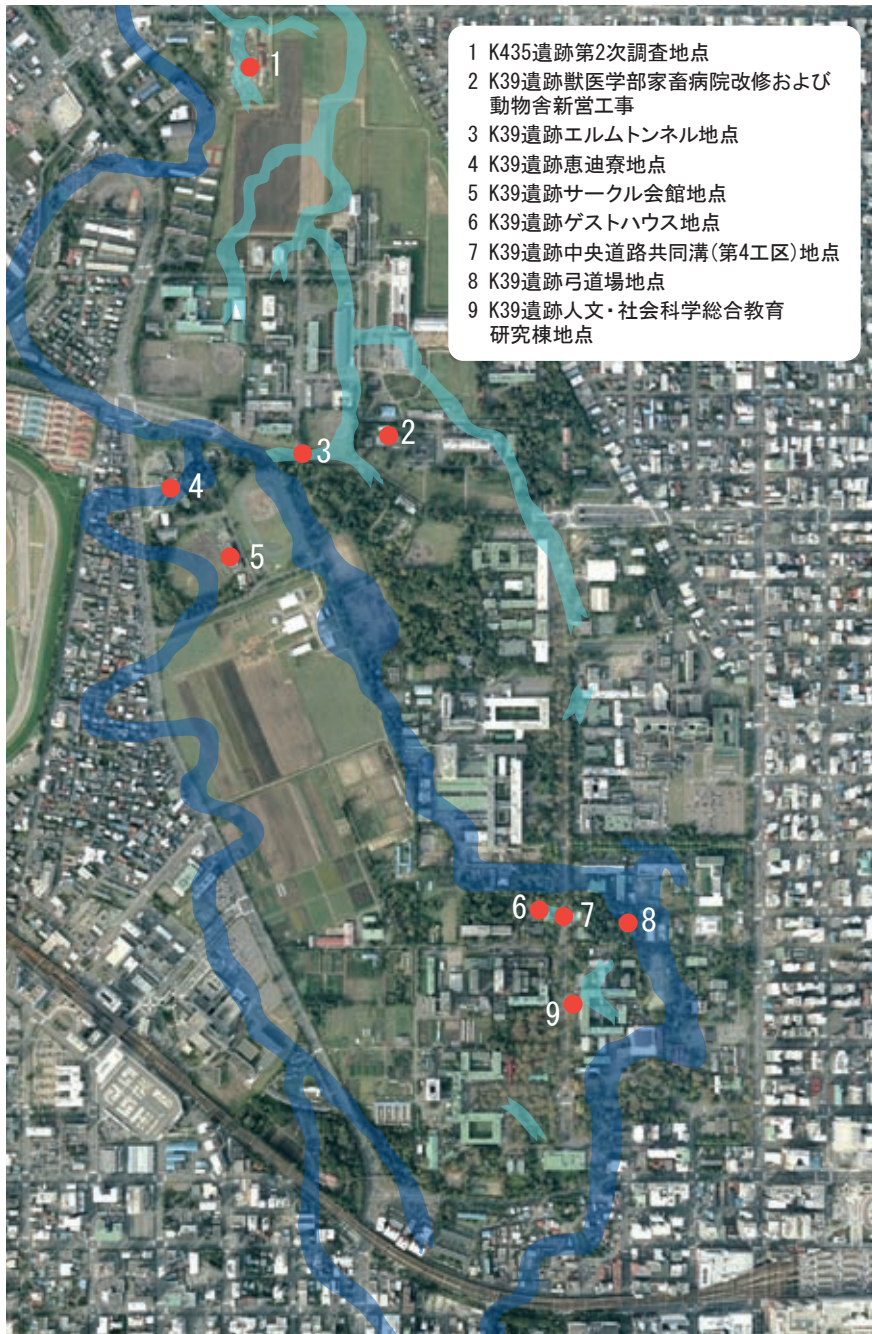 1 K435遺跡第2次調査地点
2 K39遺跡獣医学部家畜病院改修および
動物舎新営工事
3 K39遺跡エルムトンネル地点
4 K39遺跡恵迪寮地点
5 K39遺跡サークル会館地点
6 K39遺跡ゲストハウス地点
7 K39遺跡中央道路共同溝(第4工区)地点
8 K39遺跡弓道場地点
9 K39遺跡人文・社会科学総合教育
研究棟地点
1
2
3
4
5
6
7
8
9